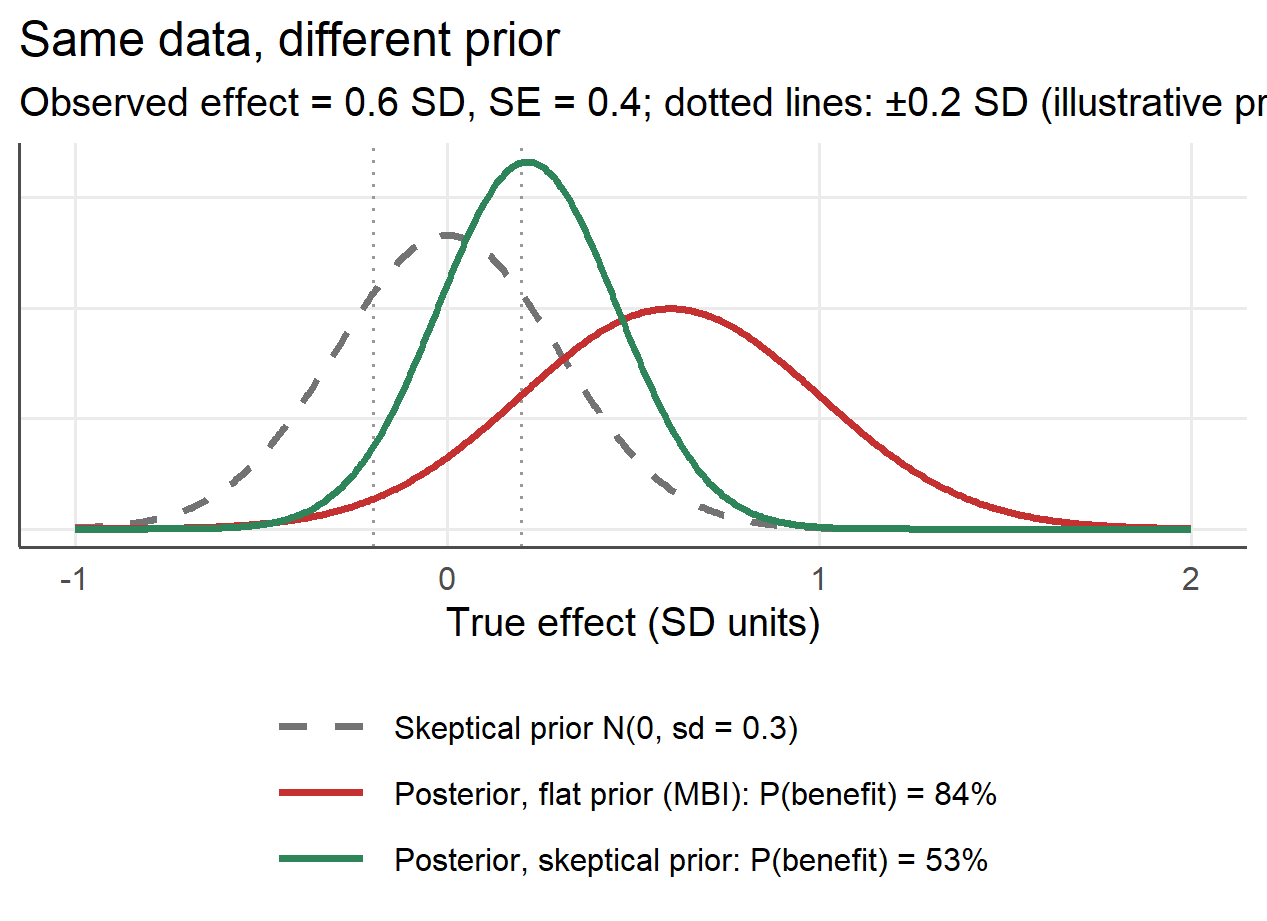 Same data, different prior
Observed effect = 0.6 SD, SE = 0.4; dotted lines: ±0.2 SD (illustrative pr
-1 0 1 2
True effect (SD units)
Skeptical prior N(0, sd = 0.3)
Posterior, flat prior (MBI): P(benefit) = 84%
Posterior, skeptical prior: P(benefit) = 53%